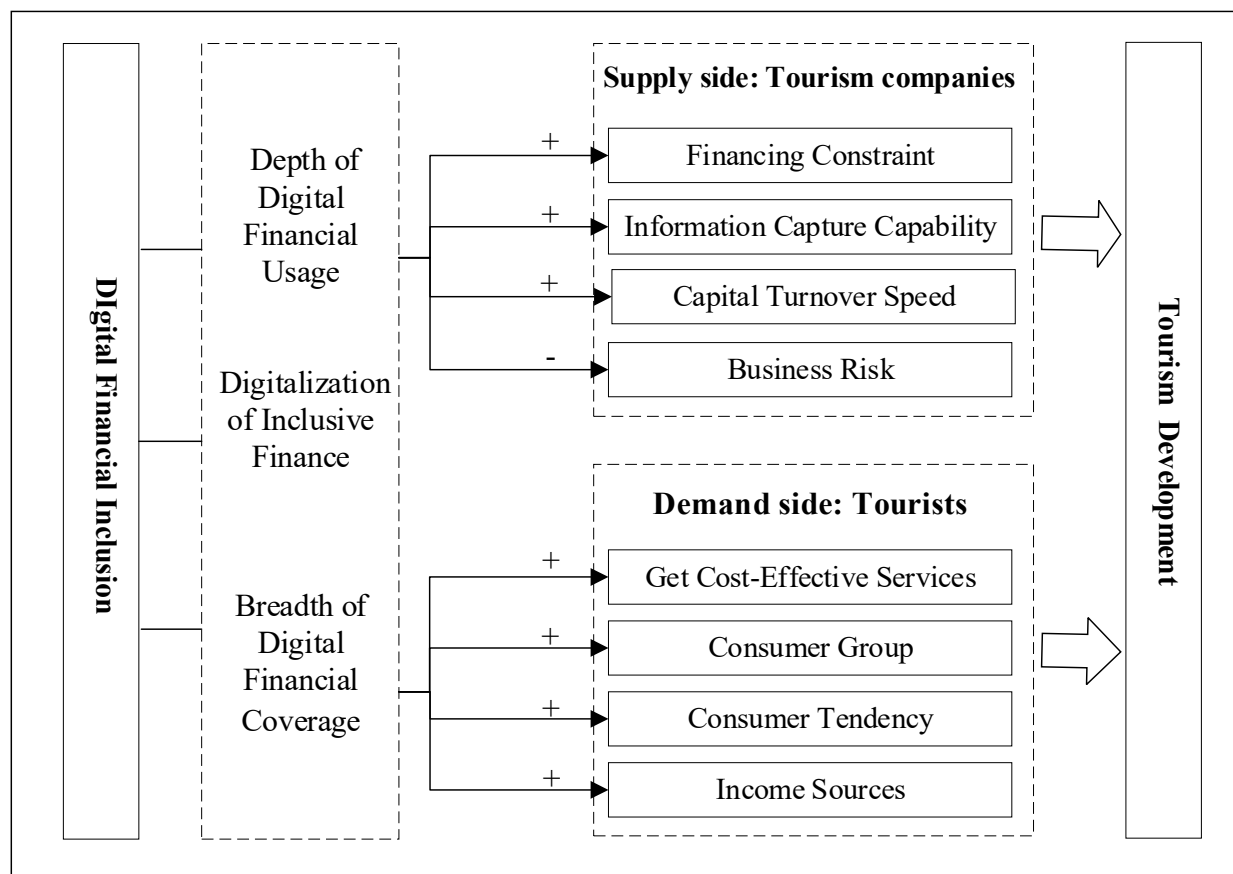 DIgital Financial Inclusion
Depth of
Digital
Financial
Usage
Digitalization
of Inclusive
Finance
Breadth of
Digital
Financial
Coverage
Supply side: Tourism companies
+
Financing Constraint
+
Information Capture Capability
+
Capital Turnover Speed
-
Business Risk
Demand side: Tourists
+
Get Cost-Effective Services
+
Consumer Group
+
Consumer Tendency
+
Income Sources
Tourism Development